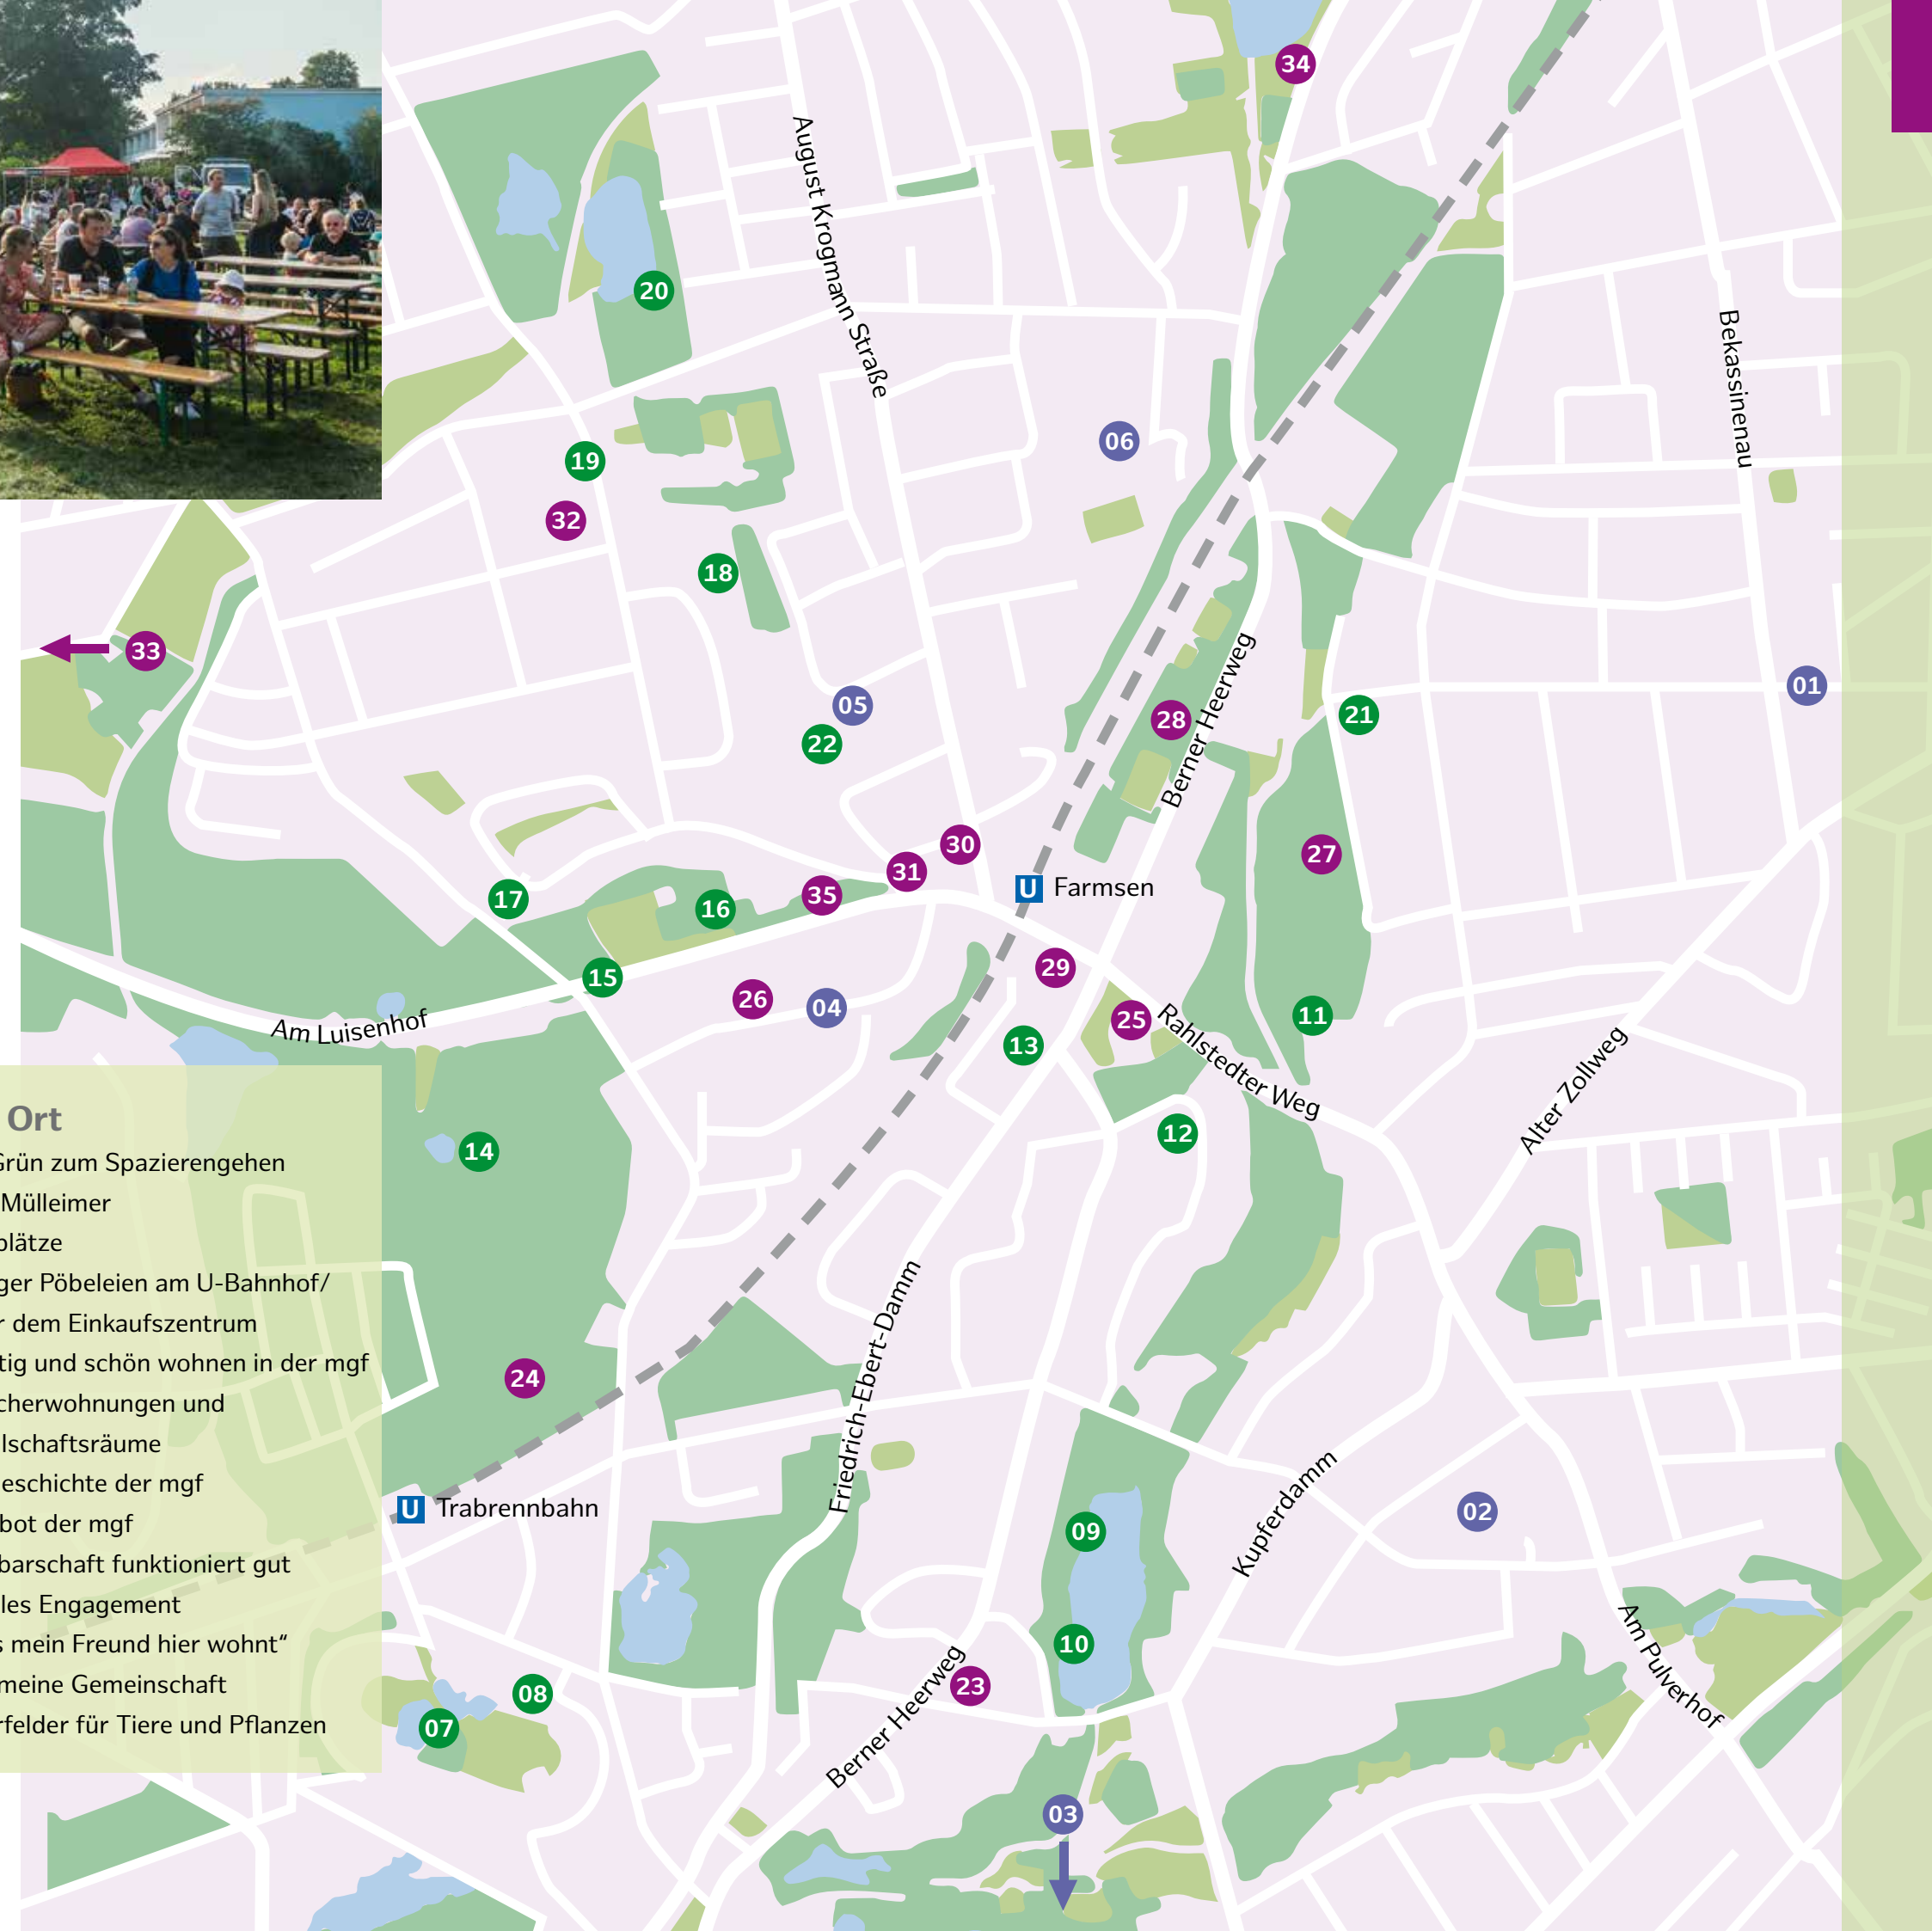 34
August Krogmann Straße
20
Bekassinenau
06
19
32
18
33
Berner Heerweg
01
05
28
21
22
30
27
31
U Farmsen
35
17
16
29
15
26
04
25
11
Am Luisenhof
13
Rahlstedter Weg
Alter Zollweg
12
14
Ort
Grün zum Spazierengehen
Mülleimer
plätze
ger Pöbeleien am U-Bahnhof/
r dem Einkaufszentrum
tig und schön wohnen in der mgf
cherwohnungen und
lschaftsräume
eschichte der mgf
bot der mgf
barschaft funktioniert gut
les Engagement
s mein Freund hier wohnt“
meine Gemeinschaft
rfelder für Tiere und Pflanzen
24
Friedrich-Ebert-Damm
U Trabrennbahn
Kupferdamm
02
09
10
Am Pulverhof
23
08
07
Berner Heerweg
03